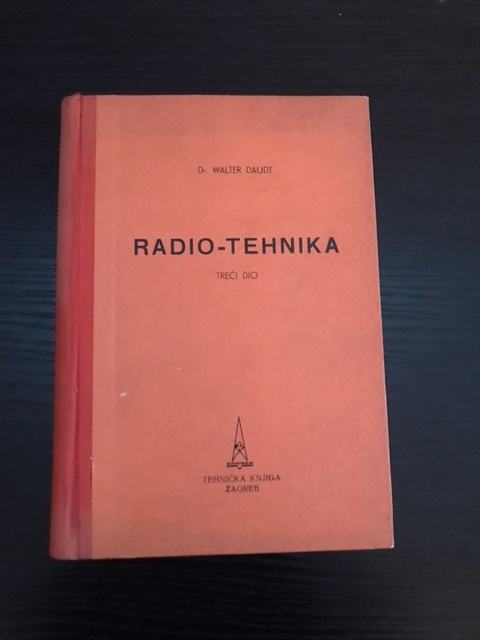 Dr. WALTER DAUDT
RADIO-TEHNIKA
TREĆI DIO
TEHNIČKA KNJIGA
ZAGREB